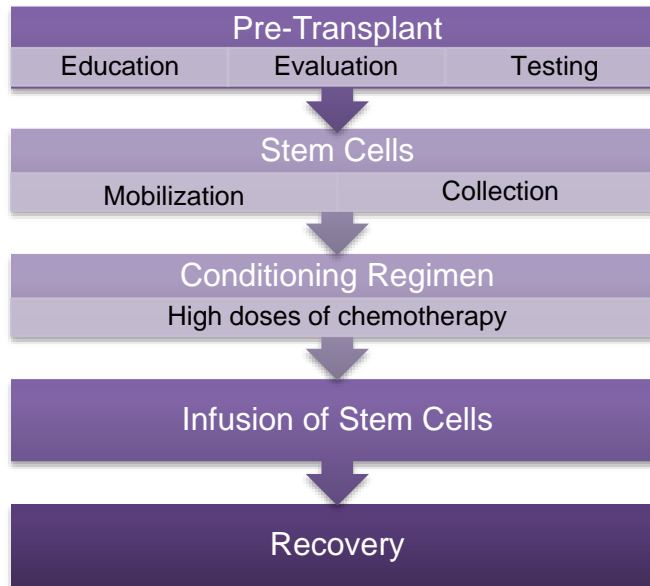 Pre-Transplant
Education Evaluation Testing
Stem Cells
Mobilization Collection
Conditioning Regimen
High doses of chemotherapy
Infusion of Stem Cells
Recovery